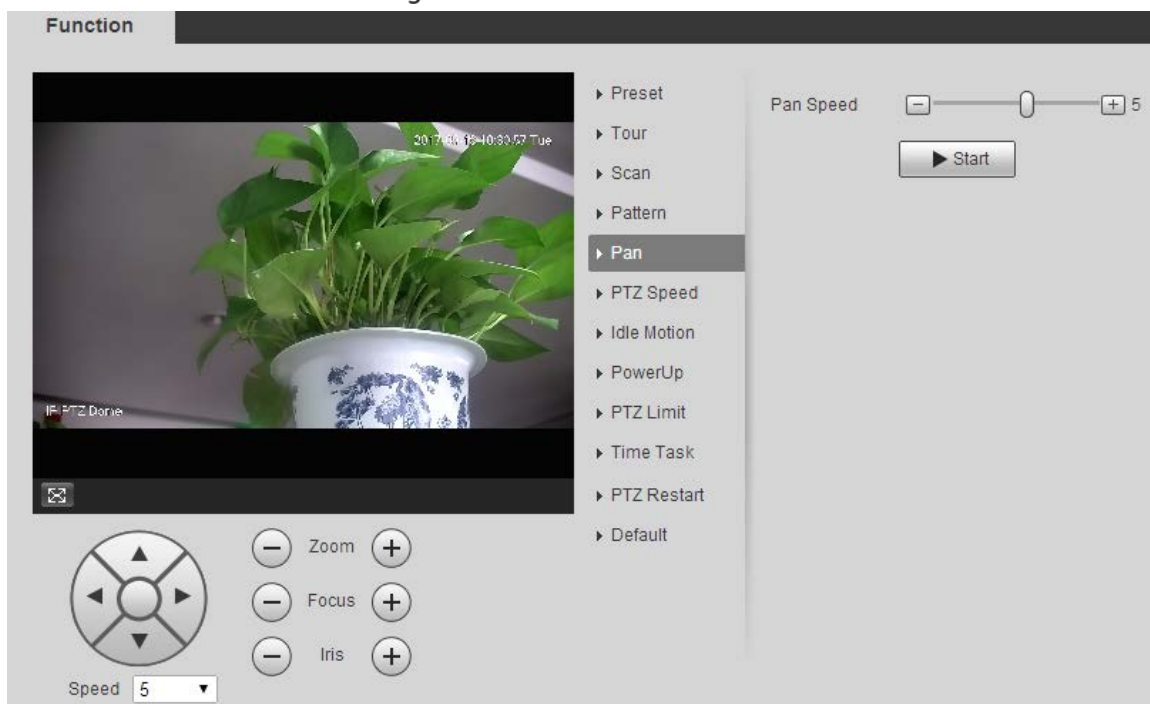 Function
Preset
Tour
Scan
Pattern
Pan
PTZ Speed
Idle Motion
PowerUp
PTZ Limit
Time Task
PTZ Restart
Default
Pan Speed
5
Start
Tue
PTZ Dome
Zoom
Focus
Iris
Speed 5